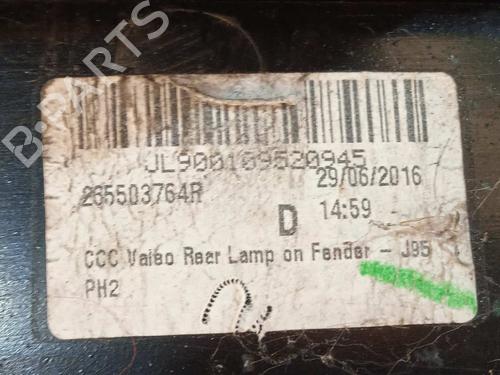 JL900109520945
265503764R
29/06/2016
D
14:59
CCC Valeo Rear Lamp on Fender - J95
PH2
B-PARTS